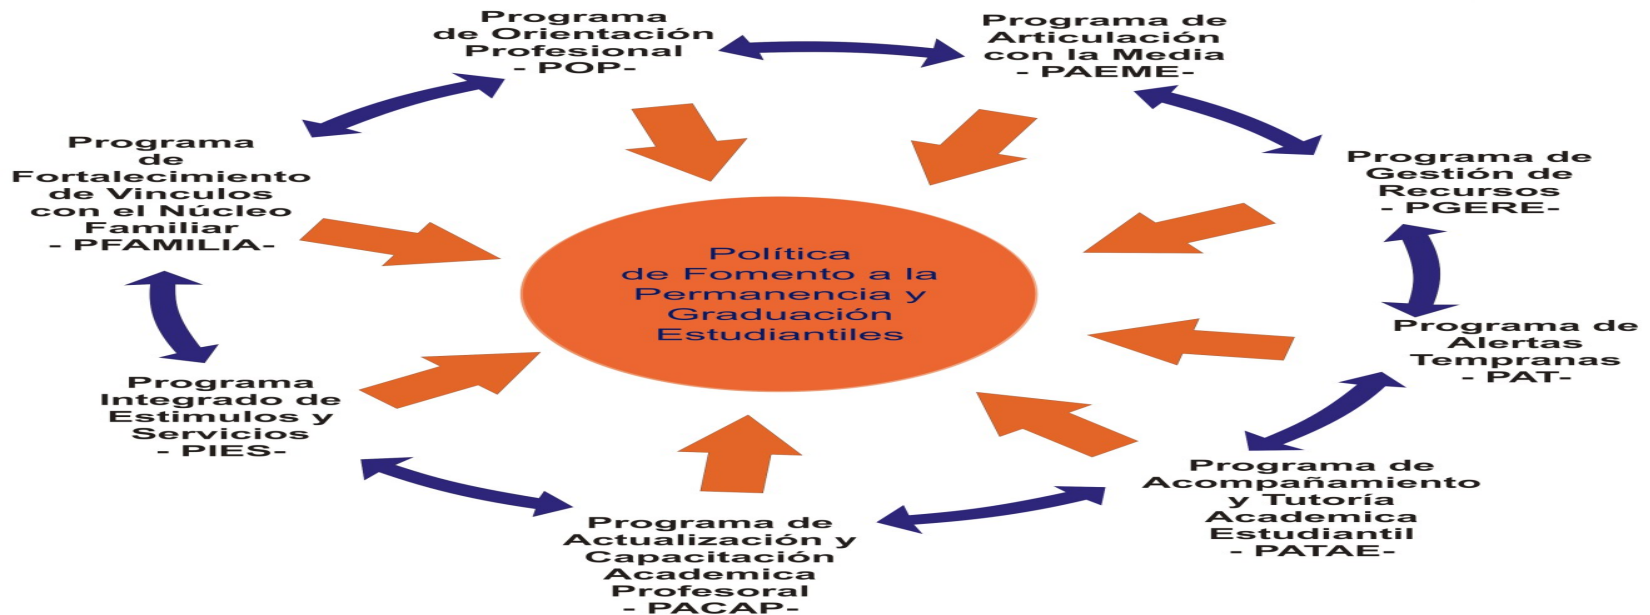 Programa
de Orientación
Profesional
- POP-
Programa de
Articulación
con la Media
- PAEME-
Programa de
Gestión de
Recursos
- PGERE-
Programa de
Alertas
Tempranas
- PAT-
Programa de
Acompañamiento
y Tutoría
Academica
Estudiantil
- PATAE-
Programa de
Actualización y
Capacitación
Academica
Profesoral
- PACAP-
Programa
Integrado de
Estimulos y
Servicios
- PIES-
Programa
de
Fortalecimiento
de Vinculos
con el Núcleo
Familiar
- PFAMILIA-
Política
de Fomento a la
Permanencia y
Graduación
Estudiantiles